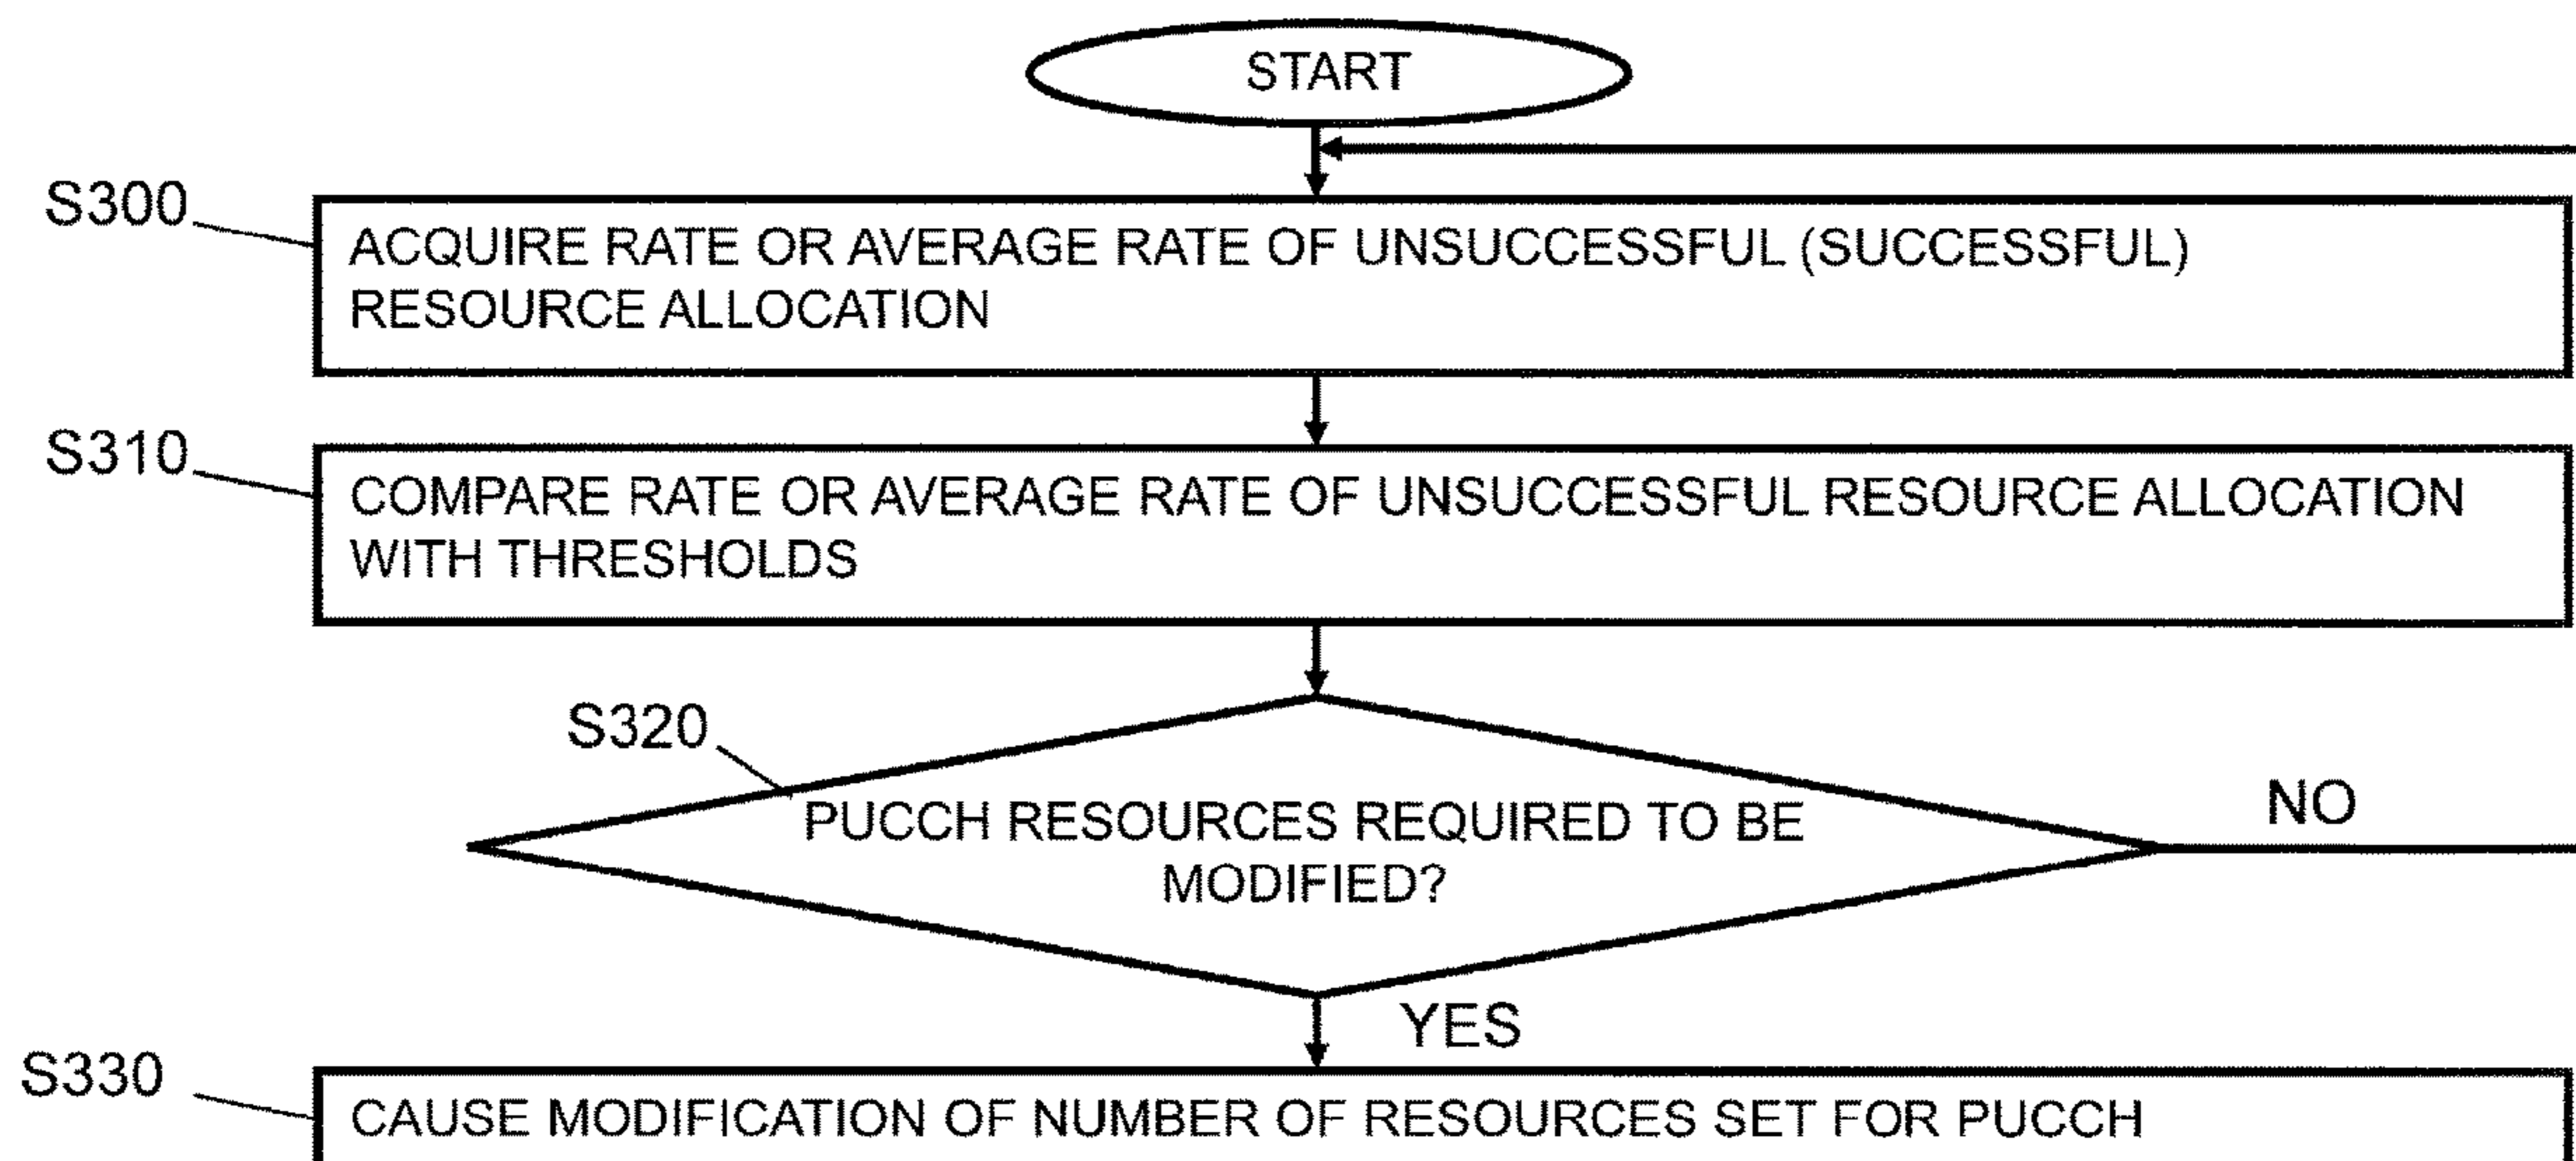 START
S300
ACQUIRE RATE OR AVERAGE RATE OF UNSUCCESSFUL (SUCCESSFUL)
RESOURCE ALLOCATION
S310
COMPARE RATE OR AVERAGE RATE OF UNSUCCESSFUL RESOURCE ALLOCATION
WITH THRESHOLDS
S320
PUCCH RESOURCES REQUIRED TO BE
MODIFIED?
NO
YES
S330
CAUSE MODIFICATION OF NUMBER OF RESOURCES SET FOR PUCCH